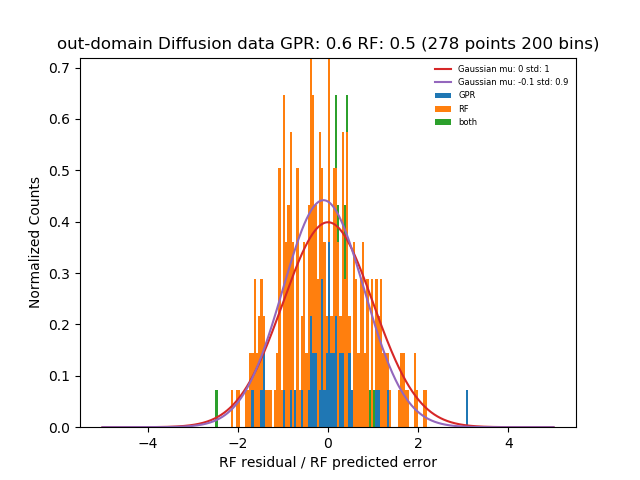 out-domain Diffusion data GPR: 0.6 RF: 0.5 (278 points 200 bins)
0.7
0.6
0.5
0.4
0.3
0.2
0.1
0.0
Normalized Counts
Gaussian mu: 0 std: 1
Gaussian mu: -0.1 std: 0.9
GPR
RF
both
−4
−2
0
2
4
RF residual / RF predicted error